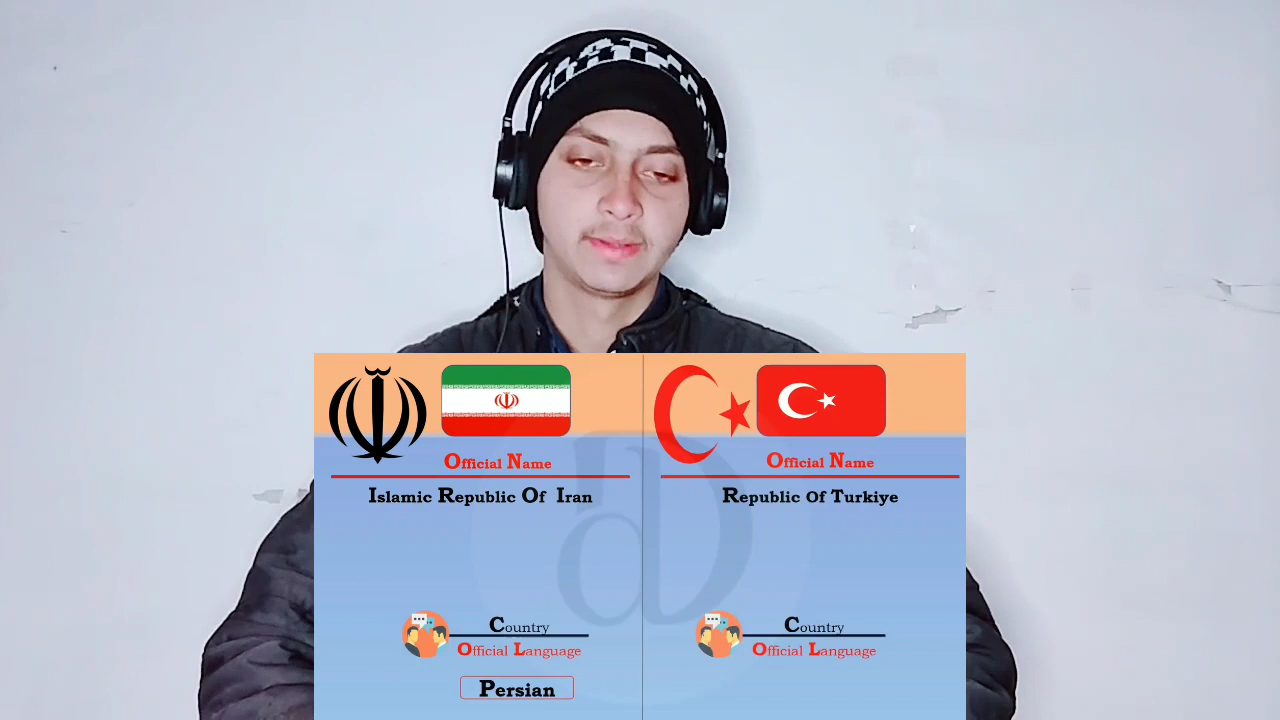 Official Name
Islamic Republic Of Iran
Country
Official Language
Persian
Official Name
Republic Of Turkiye
Country
Official Language